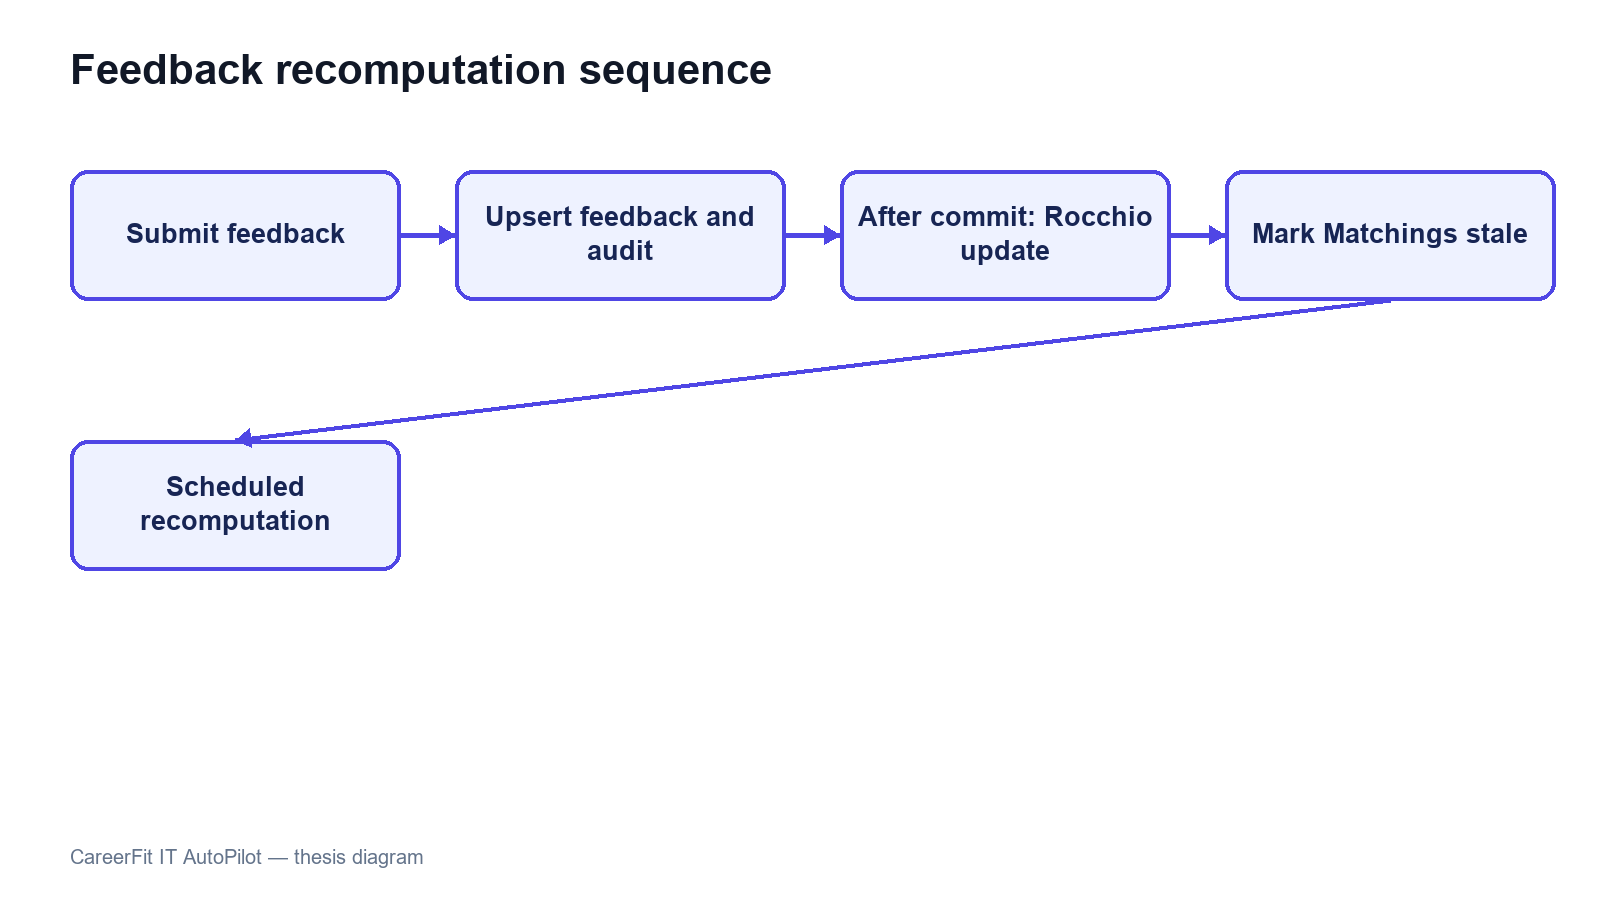 Feedback recomputation sequence
Submit feedback
Upsert feedback and
audit
After commit: Rocchio
update
Mark Matchings stale
Scheduled
recomputation
CareerFit IT AutoPilot — thesis diagram